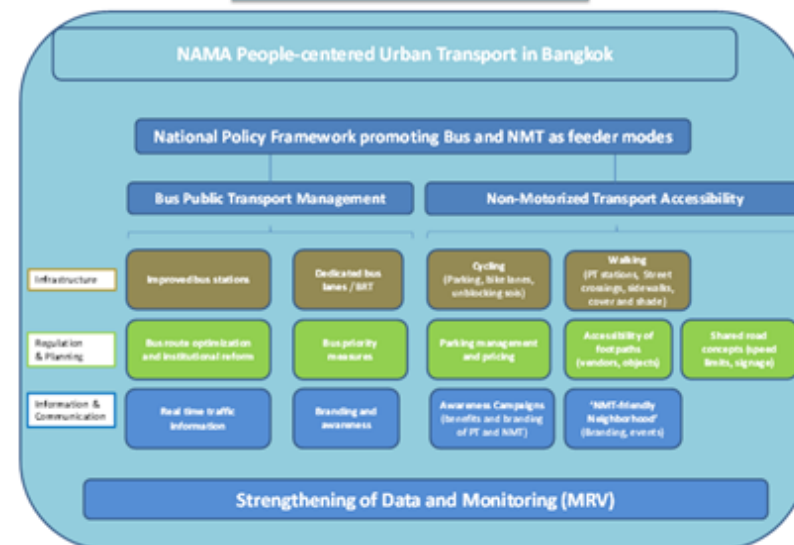 NAMA People-centered Urban Transport in Bangkok
National Policy Framework promoting Bus and NMT as feeder modes
Bus Public Transport Management
Non-Motorized Transport Accessibility
Infrastructure
Improved bus stations
Dedicated bus
lanes / BRT
Cycling
(Parking, bike lanes,
unblocking sois)
Walking
(PT stations, Street
crossings, sidewalks,
cover and shade)
Regulation
& Planning
Bus route optimization
and institutional reform
Bus priority
measures
Parking management
and pricing
Accessibility of
footpaths
(vendors, objects)
Shared road
concepts (speed
limits, signage)
Information &
Communication
Real time traffic
information
Branding and
awareness
Awareness Campaigns
(benefits and branding
of PT and NMT)
'NMT-friendly
Neighborhood'
(Branding, events)
Strengthening of Data and Monitoring (MRV)